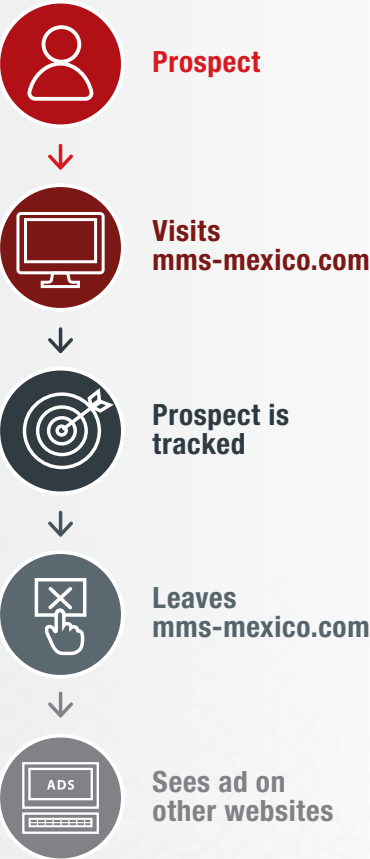 Prospect
Visits
mms-mexico.com
Prospect is
tracked
Leaves
mms-mexico.com
ADS
Sees ad on
other websites